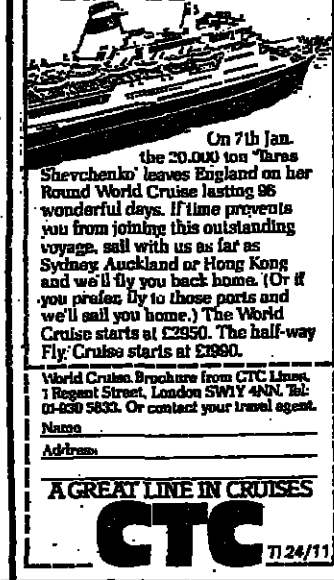 On 7th Jan.
the 20.000 ton 'Taras
Shevchenko' leaves England on her
Round World Cruise lasting 96
wonderful days. If time prevents
you from joining this outstanding
voyage, sail with us as far as
Sydney, Auckland or Hong Kong
and we'll fly you back home. (Or if
you prefer, fly to those ports and
we'll sail you home.) The World
Cruise starts at £2950. The half-way
Fly/Cruise starts at £1990.
World Cruise Brochure from CTC Lines,
1 Regent Street, London SW1Y 4NN. Tel:
01-930 5833. Or contact your travel agent.
Name
Address
A GREAT LINE IN CRUISES
CTC
TI 24/11